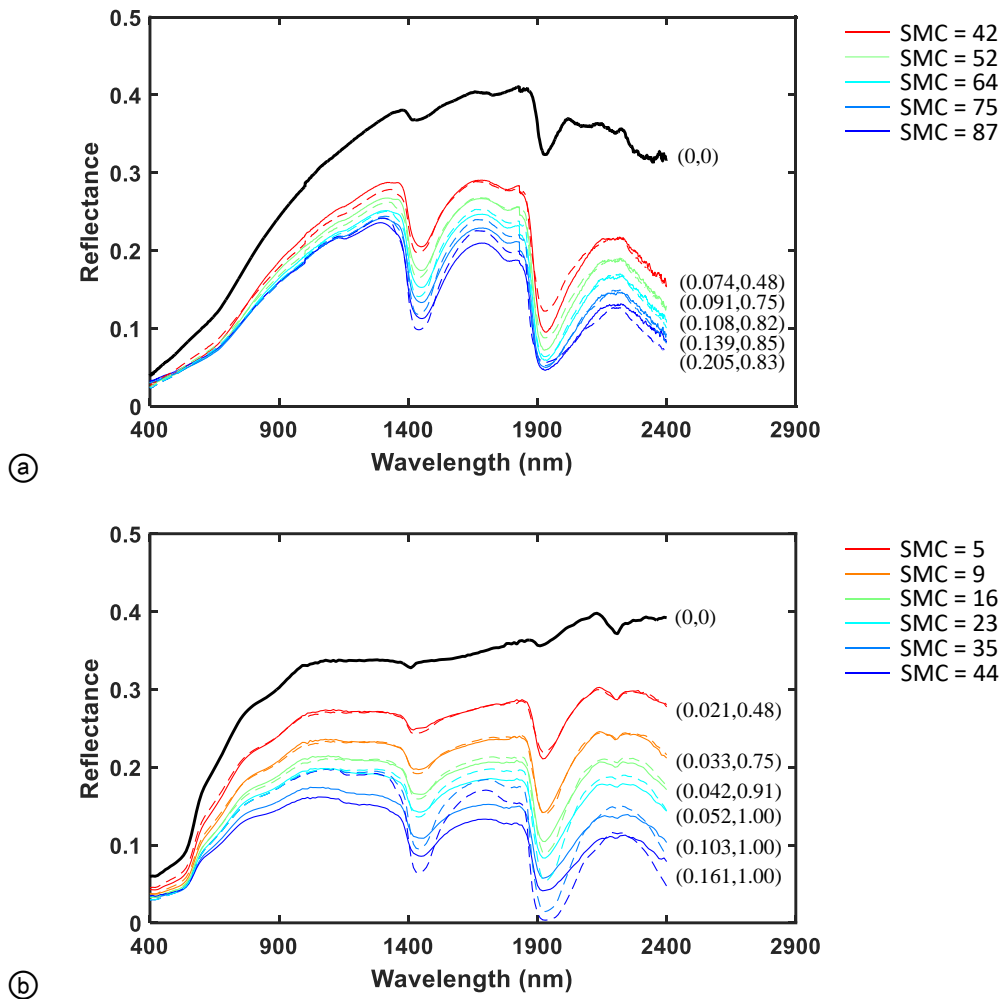 0.5
0.4
0.3
0.2
0.1
0
Reflectance
400 900 1400 1900 2400 2900
Wavelength (nm)
(0,0)
(0.074,0.48)
(0.091,0.75)
(0.108,0.82)
(0.139,0.85)
(0.205,0.83)
SMC = 42
SMC = 52
SMC = 64
SMC = 75
SMC = 87
a
0.5
0.4
0.3
0.2
0.1
0
Reflectance
400 900 1400 1900 2400 2900
Wavelength (nm)
(0,0)
(0.021,0.48)
(0.033,0.75)
(0.042,0.91)
(0.052,1.00)
(0.103,1.00)
(0.161,1.00)
SMC = 5
SMC = 9
SMC = 16
SMC = 23
SMC = 35
SMC = 44
b